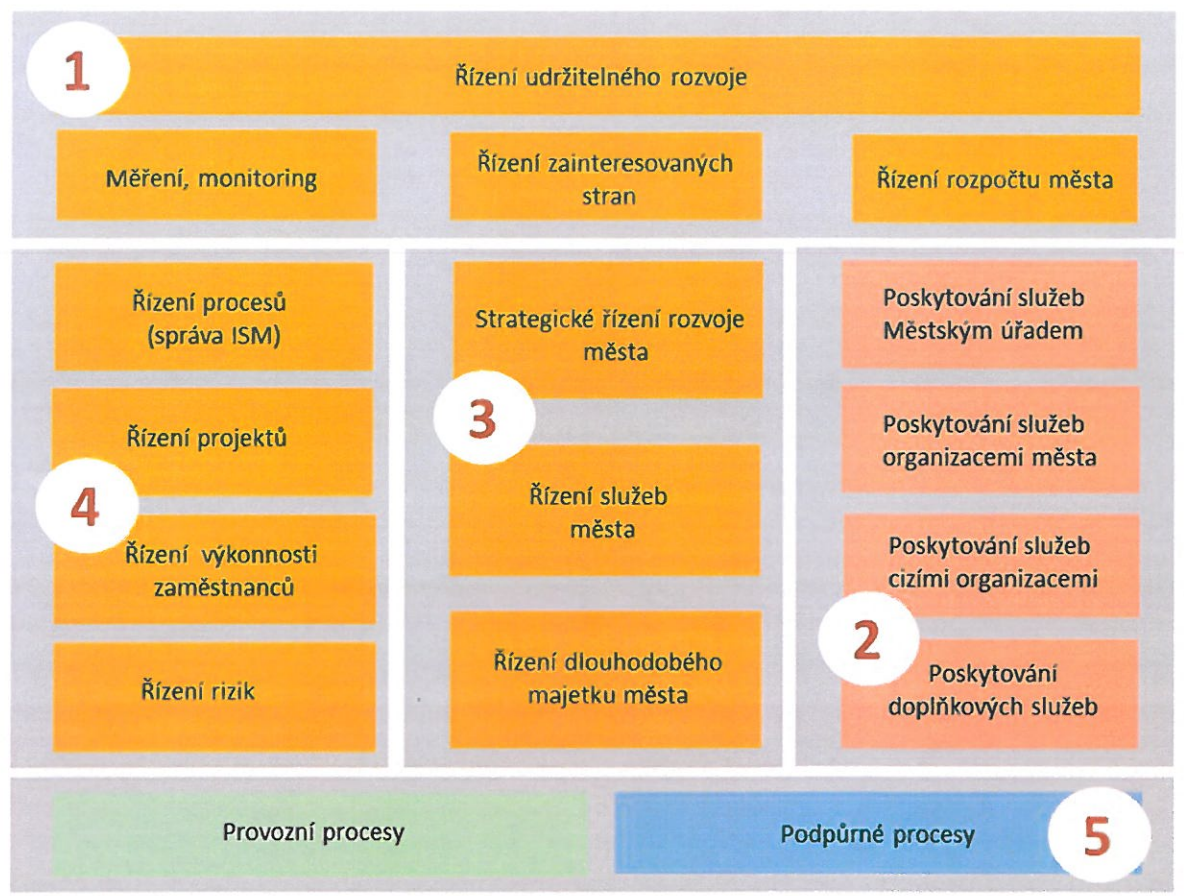 1
Řízení udržitelného rozvoje
Měření, monitoring
Řízení zainteresovaných
stran
Řízení rozpočtu města
Řízení procesů
(správa ISM)
Řízení projektů
4
Řízení výkonnosti
zaměstnanců
Řízení rizik
Strategické řízení rozvoje
města
3
Řízení služeb
města
Řízení dlouhodobého
majetku města
Poskytování služeb
Městským úřadem
Poskytování služeb
organizacemi města
Poskytování služeb
cizími organizacemi
2
Poskytování
doplňkových služeb
Provozní procesy
Podpůrné procesy
5